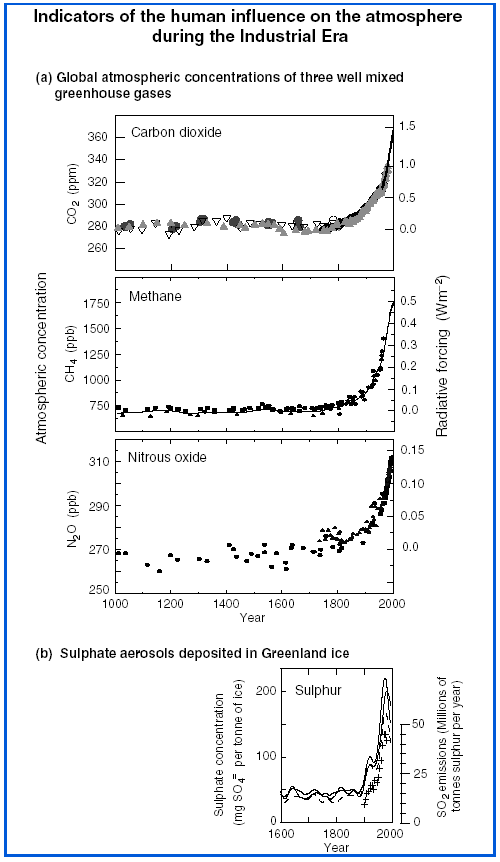 Indicators of the human influence on the atmosphere
during the Industrial Era
(a) Global atmospheric concentrations of three well mixed
greenhouse gases
Carbon dioxide
CO2 (ppm)
360
340
320
300
280
260
1.5
1.0
0.5
0.0
Methane
Atmospheric concentration
CH4 (ppb)
1750
1500
1250
1000
750
0.5
0.4
0.3
0.2
0.1
0.0
Radiative forcing (Wm−2)
Nitrous oxide
N2O (ppb)
310
290
270
250
0.15
0.10
0.05
0.0
1000 1200 1400 1600 1800 2000
Year
(b) Sulphate aerosols deposited in Greenland ice
Sulphur
Sulphate concentration
(mg SO4= per tonne of ice)
200
100
0
50
25
0
SO2 emissions (Millions of
tonnes sulphur per year)
1600 1800 2000
Year